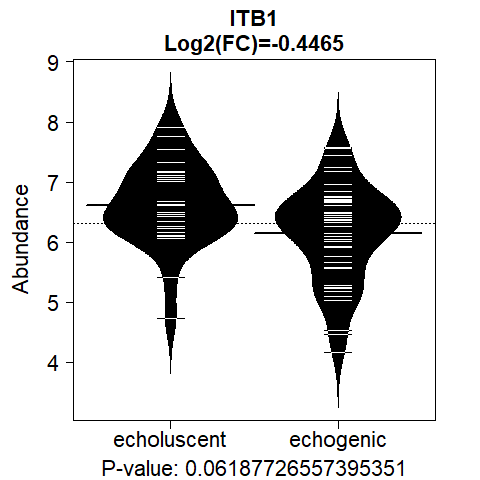 ITB1
Log2(FC)=-0.4465
9
8
7
6
5
4
Abundance
echoluscent echogenic
P-value: 0.06187726557395351